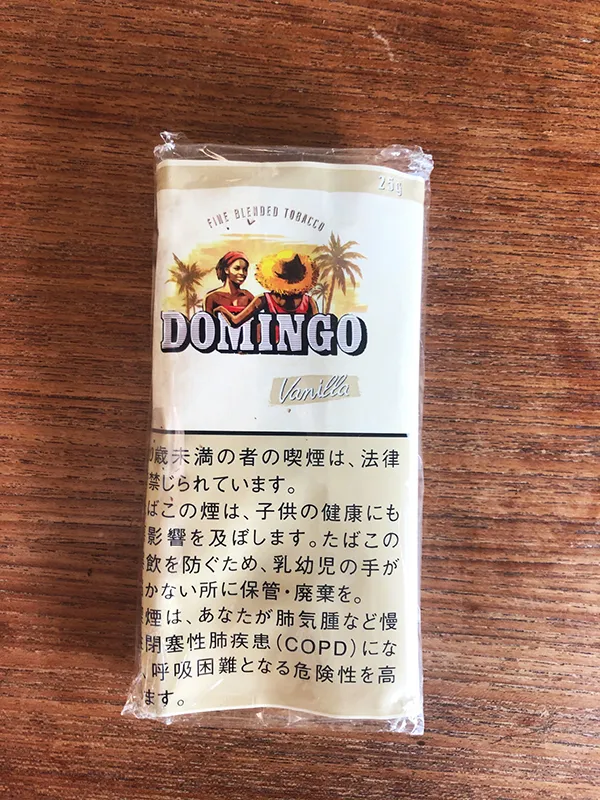 25g
FINE BLENDED TOBACCO
DOMINGO
Vanilla
歳未満の者の喫煙は、法律
禁じられています。
ばこの煙は、子供の健康にも
影響を及ぼします。たばこの
飲を防ぐため、乳幼児の手が
かない所に保管・廃棄を。
煙は、あなたが肺気腫など慢
閉塞性肺疾患(COPD)にな
、呼吸困難となる危険性を高
ます。